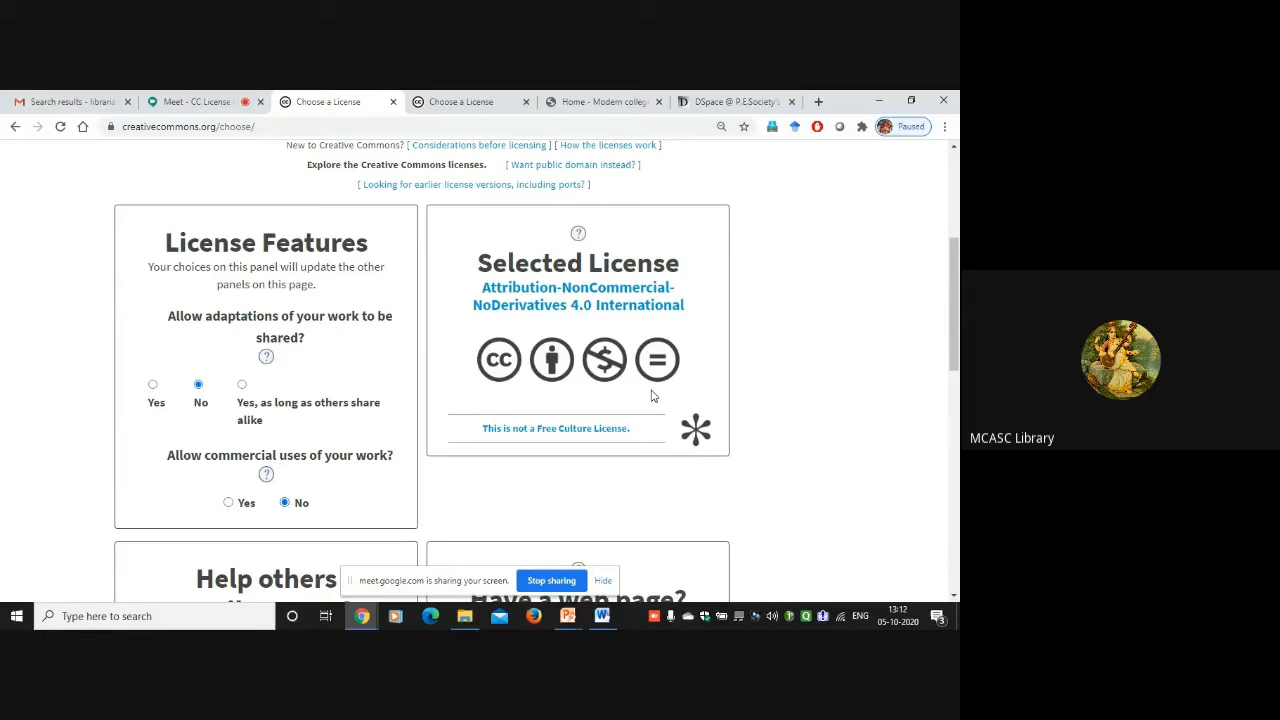 Search results - libraria
Meet - CC License
Choose a License
Choose a License
Home - Modern colleg
DSpace @ P.E.Society's
creativecommons.org/choose/
Paused
New to Creative Commons? [ Considerations before licensing ] [ How the licenses work ]
Explore the Creative Commons licenses. [ Want public domain instead? ]
[ Looking for earlier license versions, including ports? ]
License Features
Your choices on this panel will update the other
panels on this page.
Allow adaptations of your work to be
shared?
?
Yes
No
Yes, as long as others share
alike
Allow commercial uses of your work?
?
Yes
No
?
Selected License
Attribution-NonCommercial-
NoDerivatives 4.0 International
cc
$
=
This is not a Free Culture License.
MCASC Library
Help others
Have a web page?
meet.google.com is sharing your screen.
Stop sharing
Hide
Type here to search
ENG
13:12
05-10-2020
3